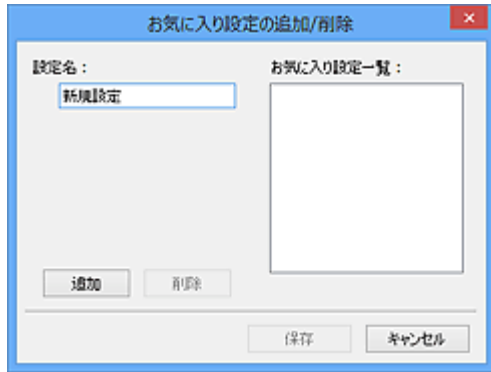 お気に入り設定の追加/削除
設定名：
お気に入り設定一覧：
新規設定
追加
削除
保存
キャンセル